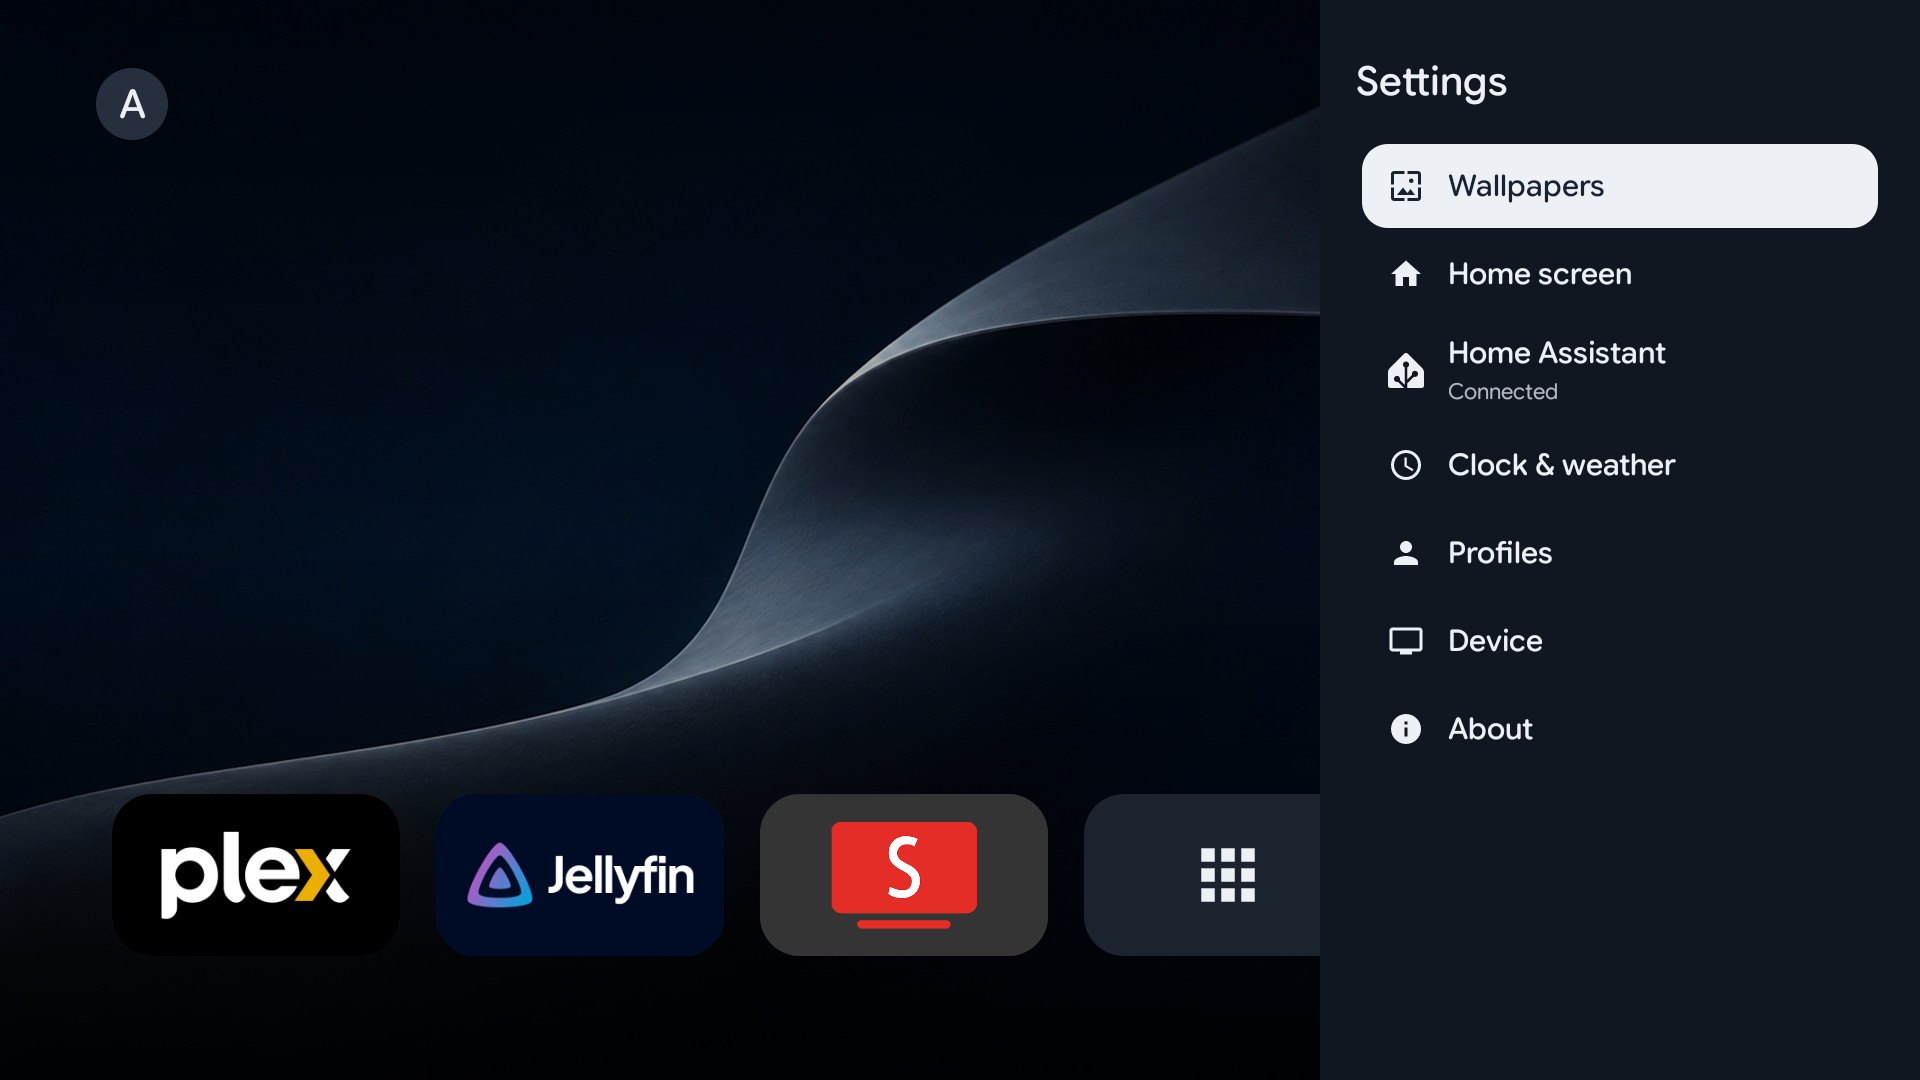 A
Settings
Wallpapers
Home screen
Home Assistant
Connected
Clock & weather
Profiles
Device
About
plex
Jellyfin
S